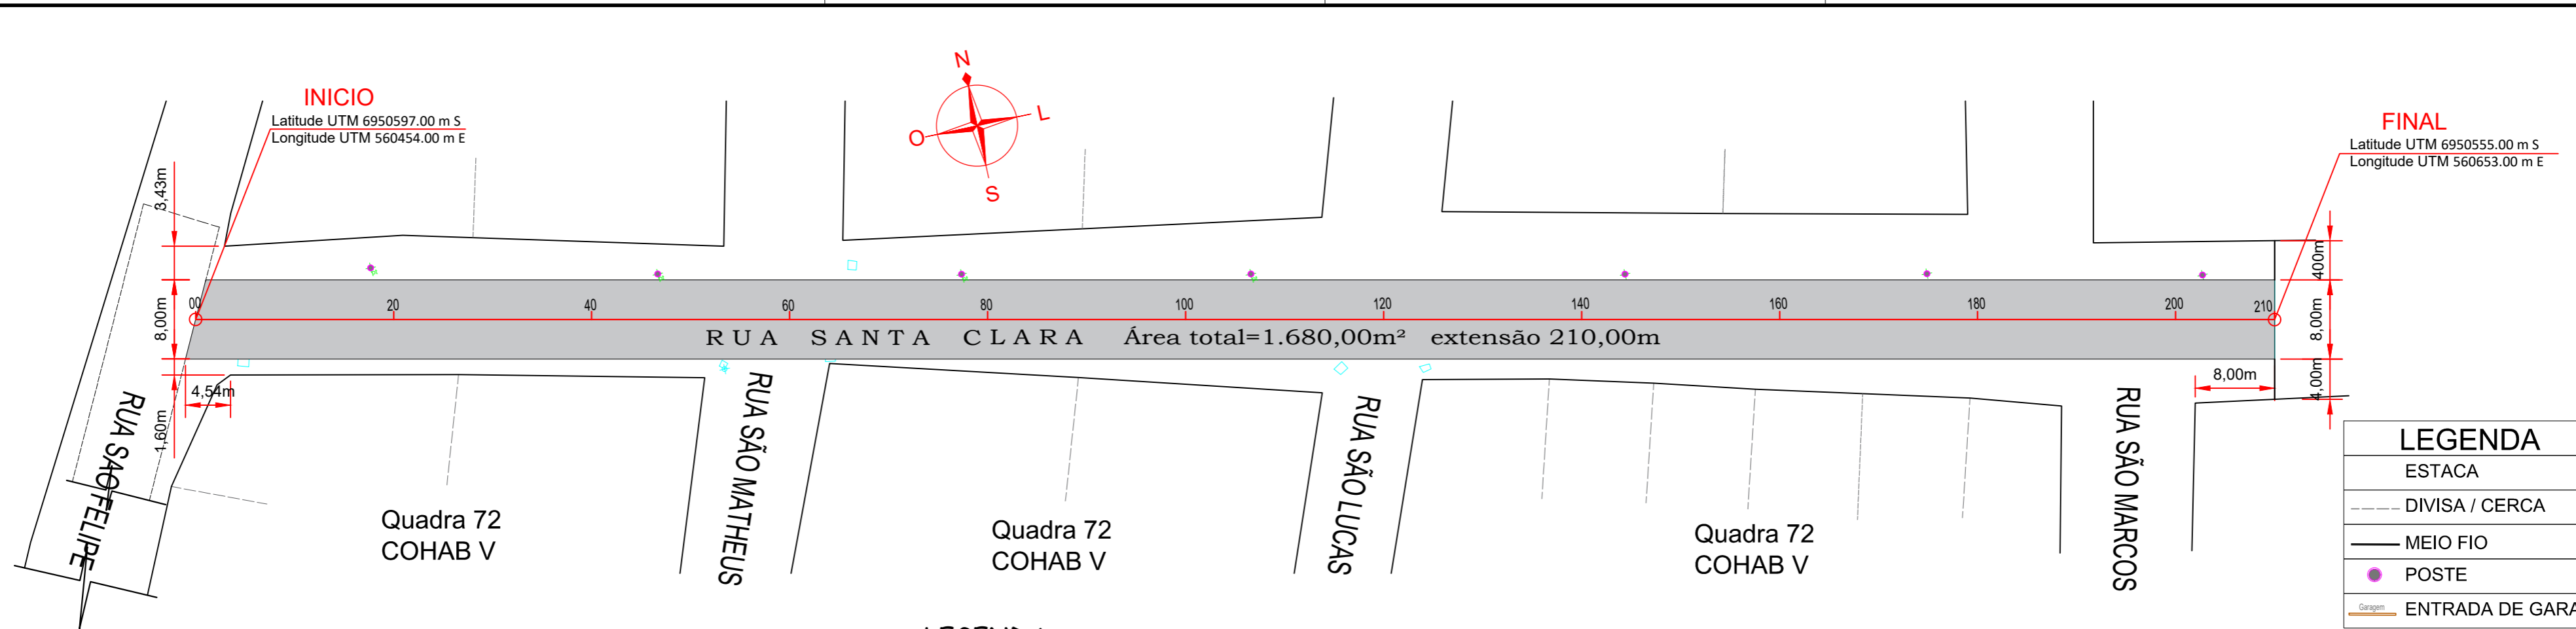 N
O
L
S
INICIO
Latitude UTM 6950597.00 m S
Longitude UTM 560454.00 m E
FINAL
Latitude UTM 6950555.00 m S
Longitude UTM 560653.00 m E
3,43m
8,00m
1,60m
4,54m
00
20
40
60
80
100
120
140
160
180
200
210
RUA SANTA CLARA Área total=1.680,00m² extensão 210,00m
400m
8,00m
4,00m
8,00m
RUA SAO FELIPE
RUA SÃO MATHEUS
RUA SÃO LUCAS
RUA SÃO MARCOS
Quadra 72
COHAB V
Quadra 72
COHAB V
Quadra 72
COHAB V
LEGENDA
ESTACA
DIVISA / CERCA
MEIO FIO
POSTE
Garagem
ENTRADA DE GARA